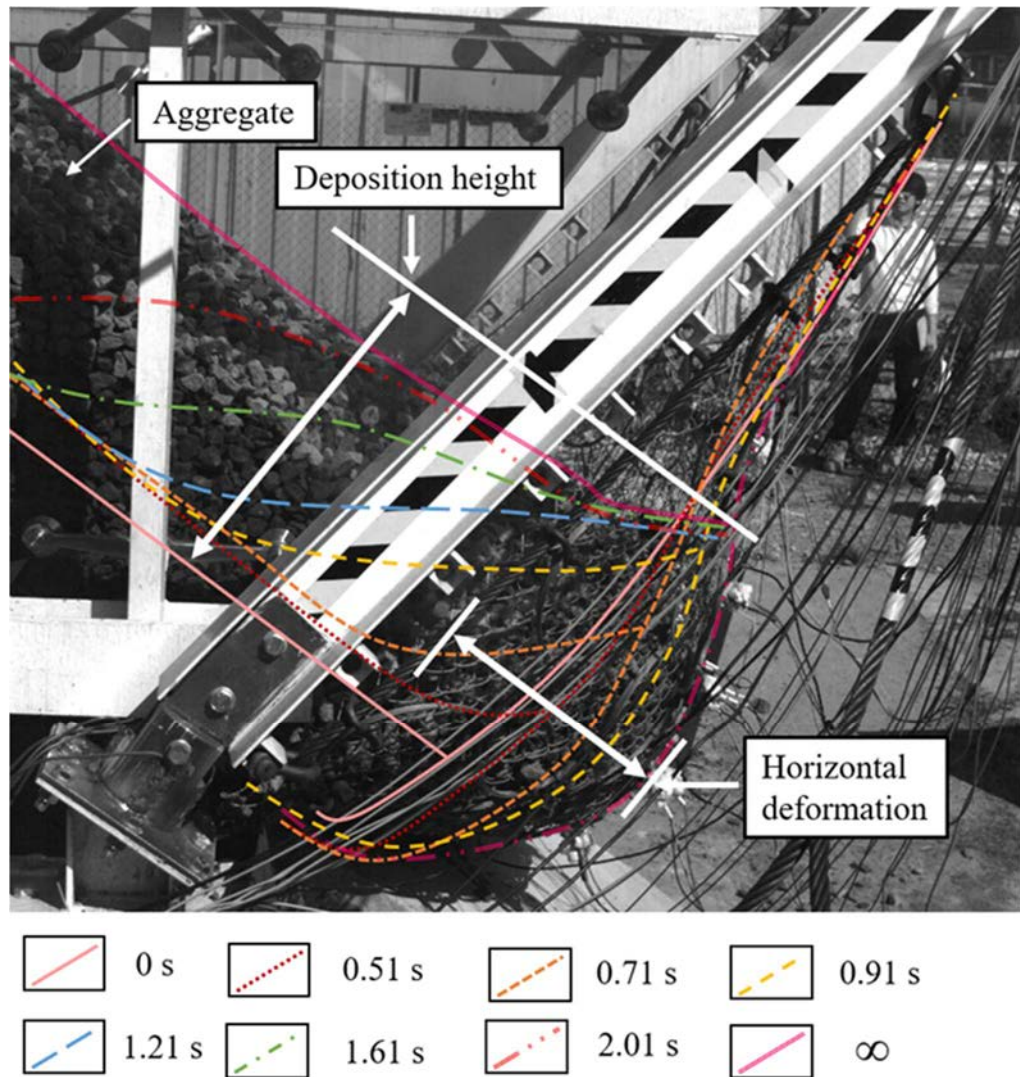 Aggregate
Deposition height
Horizontal
deformation
0 s
0.51 s
0.71 s
0.91 s
1.21 s
1.61 s
2.01 s
∞